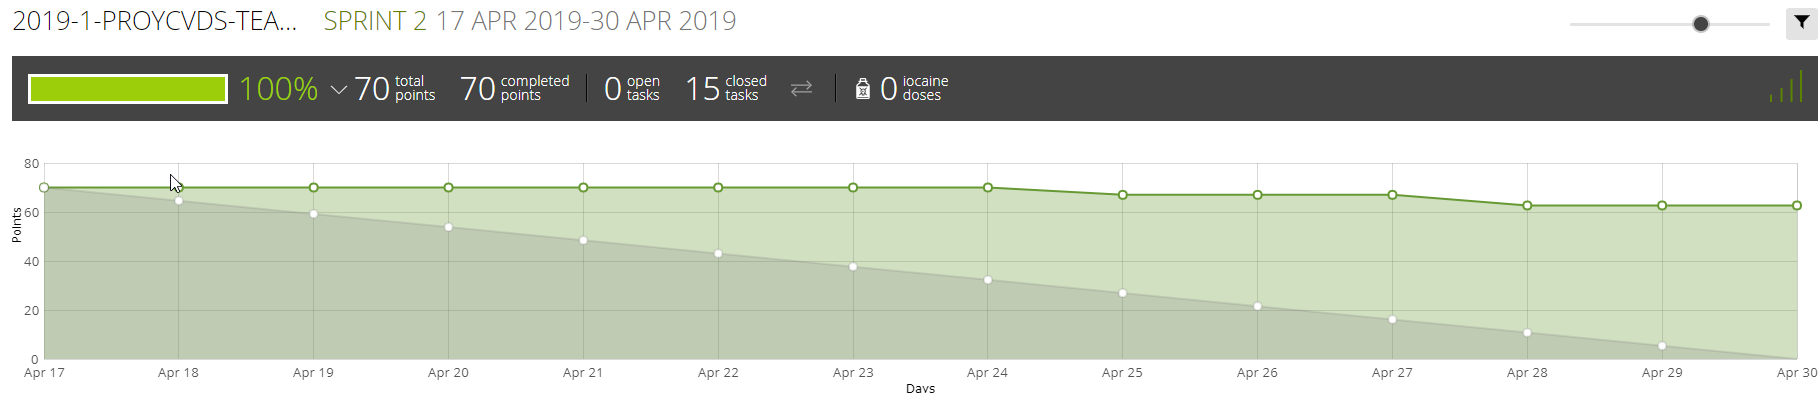 2019-1-PROYCVDS-TEA... SPRINT 2 17 APR 2019-30 APR 2019
100% 70 total points 70 completed points 0 open tasks 15 closed tasks 0 iocaine doses
80
60
40
20
0
Points
Apr 17 Apr 18 Apr 19 Apr 20 Apr 21 Apr 22 Apr 23 Apr 24 Apr 25 Apr 26 Apr 27 Apr 28 Apr 29 Apr 30
Days